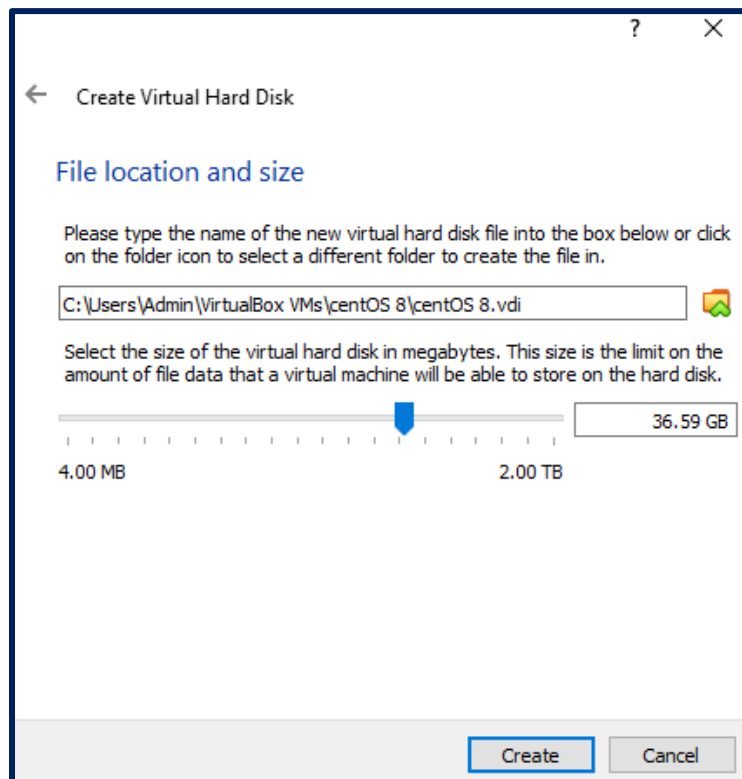 ?
Create Virtual Hard Disk
File location and size
Please type the name of the new virtual hard disk file into the box below or click
on the folder icon to select a different folder to create the file in.
C:\Users\Admin\VirtualBox VMs\centOS 8\centOS 8.vdi
Select the size of the virtual hard disk in megabytes. This size is the limit on the
amount of file data that a virtual machine will be able to store on the hard disk.
36.59 GB
4.00 MB 2.00 TB
Create Cancel